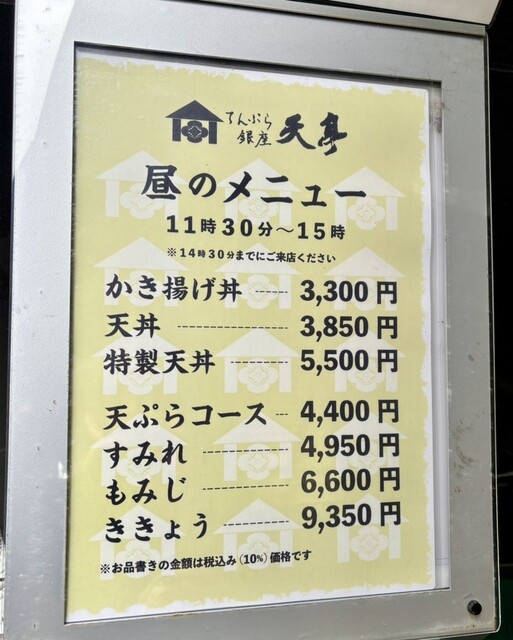 てんぷら
銀座 天亭
昼のメニュー
11時30分～15時
※14時30分までにご来店ください
かき揚げ丼 ------ 3,300円
天丼 ------------------ 3,850円
特製天丼 ------------ 5,500円
天ぷらコース --- 4,400円
すみれ -------------- 4,950円
もみじ -------------- 6,600円
ききょう ----------- 9,350円
※お品書きの金額は税込み(10%)価格です